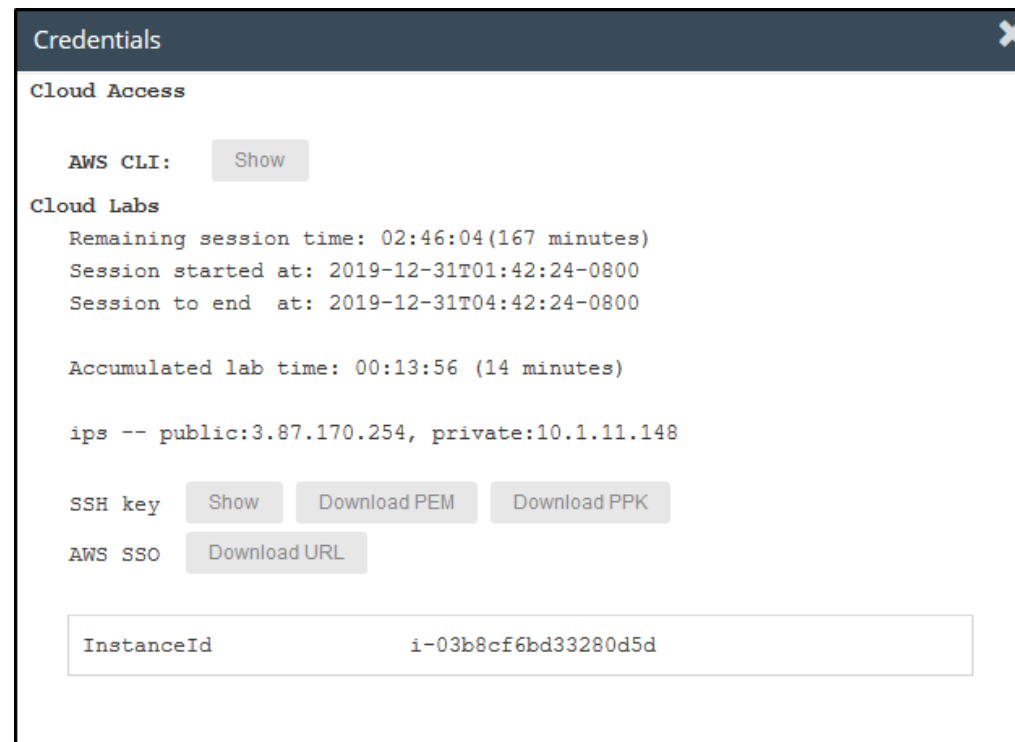 Credentials
Cloud Access
AWS CLI: Show
Cloud Labs
Remaining session time: 02:46:04(167 minutes)
Session started at: 2019-12-31T01:42:24-0800
Session to end  at: 2019-12-31T04:42:24-0800
Accumulated lab time: 00:13:56 (14 minutes)
ips -- public:3.87.170.254, private:10.1.11.148
SSH key Show Download PEM Download PPK
AWS SSO Download URL
InstanceId i-03b8cf6bd33280d5d